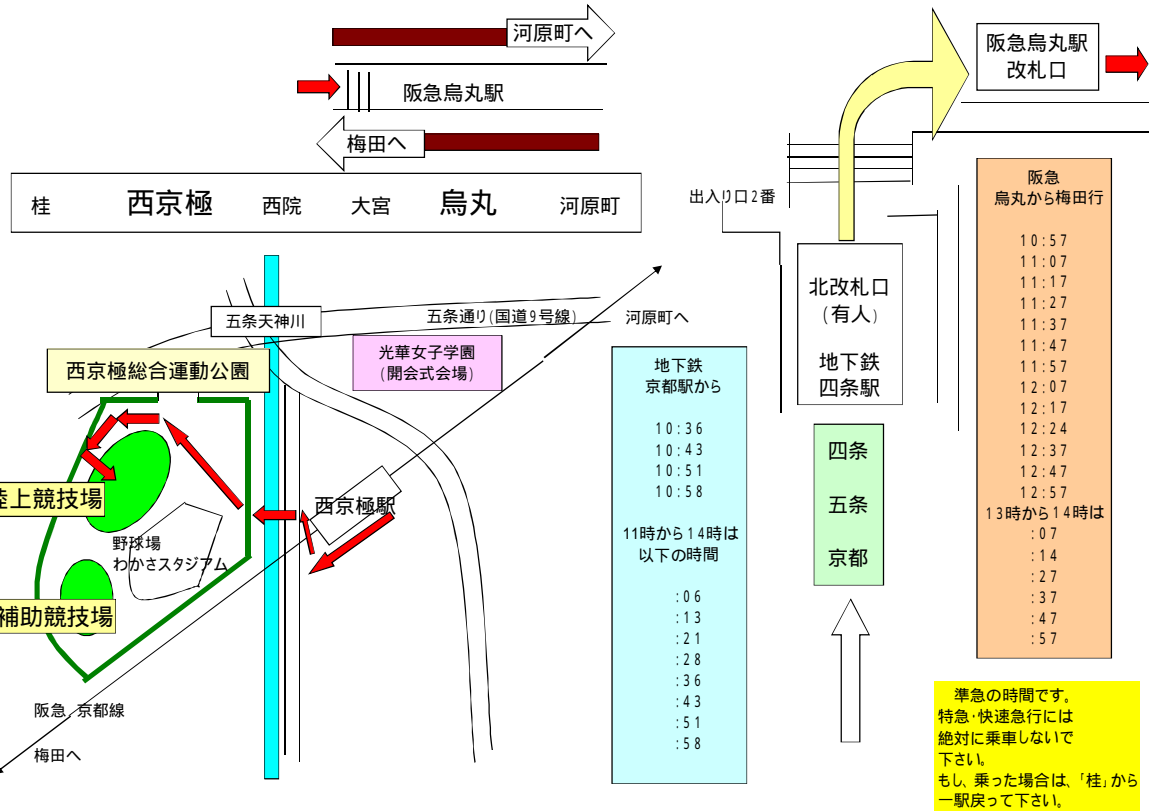 河原町へ
阪急烏丸駅
梅田へ
桂 西京極 西院 大宮 烏丸 河原町
阪急烏丸駅
改札口
出入り口2番
北改札口
(有人)
地下鉄
四条駅
四条
五条
京都
阪急
烏丸から梅田行
10:57
11:07
11:17
11:27
11:37
11:47
11:57
12:07
12:17
12:24
12:37
12:47
12:57
13時から14時は
:07
:14
:27
:37
:47
:57
五条天神川
五条通り(国道9号線)
河原町へ
光華女子学園
(開会式会場)
西京極総合運動公園
陸上競技場
野球場
わかさスタジアム
補助競技場
西京極駅
阪急 京都線
梅田へ
地下鉄
京都駅から
10:36
10:43
10:51
10:58
11時から14時は
以下の時間
:06
:13
:21
:28
:36
:43
:51
:58
準急の時間です。
特急・快速急行には
絶対に乗車しないで
下さい。
もし、乗った場合は、「桂」から
一駅戻って下さい。